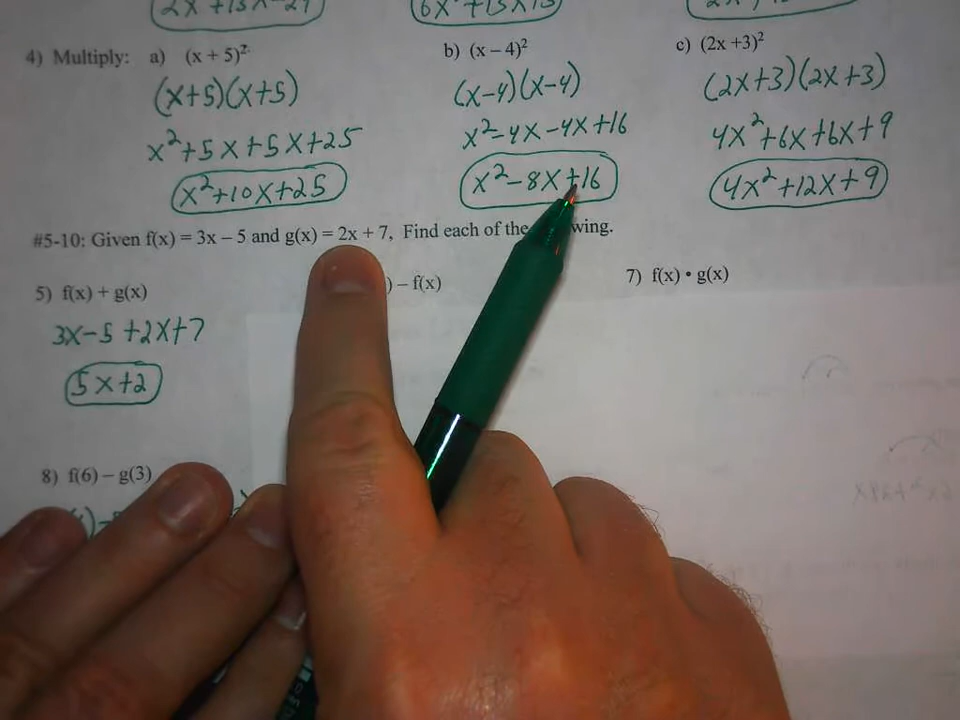 4) Multiply: a) (x + 5)² b) (x – 4)² c) (2x +3)²
(x+5)(x+5) (x-4)(x-4) (2x+3)(2x+3)
x²+5x+5x+25 x²-4x-4x+16 4x²+6x+6x+9
x²+10x+25 x²-8x+16 4x²+12x+9
#5-10: Given f(x) = 3x – 5 and g(x) = 2x + 7, Find each of the
5) f(x) + g(x) ) – f(x) 7) f(x) • g(x)
3x-5+2x+7
5x+2
8) f(6) – g(3)